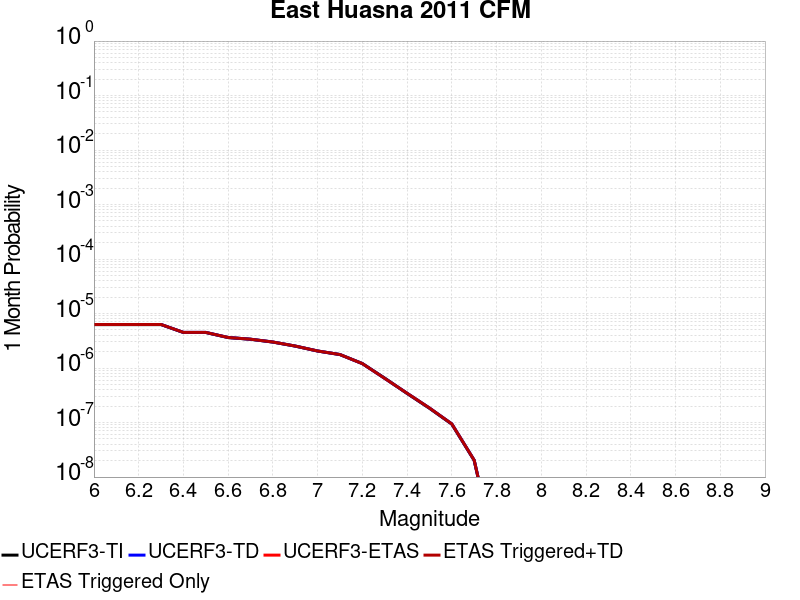 East Huasna 2011 CFM
10^0
10^-1
10^-2
10^-3
10^-4
10^-5
10^-6
10^-7
10^-8
1 Month Probability
6 6.2 6.4 6.6 6.8 7 7.2 7.4 7.6 7.8 8 8.2 8.4 8.6 8.8 9
Magnitude
UCERF3-TI UCERF3-TD UCERF3-ETAS ETAS Triggered+TD
ETAS Triggered Only